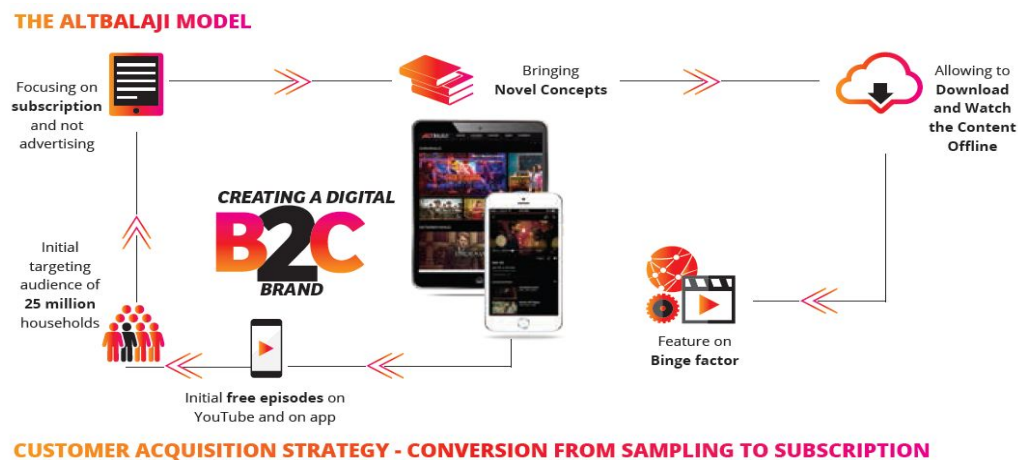 THE ALTBALAJI MODEL
Focusing on
subscription
and not
advertising
Bringing
Novel Concepts
Allowing to
Download
and Watch
the Content
Offline
CREATING A DIGITAL
B2C
BRAND
Initial
targeting
audience of
25 million
households
Feature on
Binge factor
Initial free episodes on
YouTube and on app
CUSTOMER ACQUISITION STRATEGY - CONVERSION FROM SAMPLING TO SUBSCRIPTION